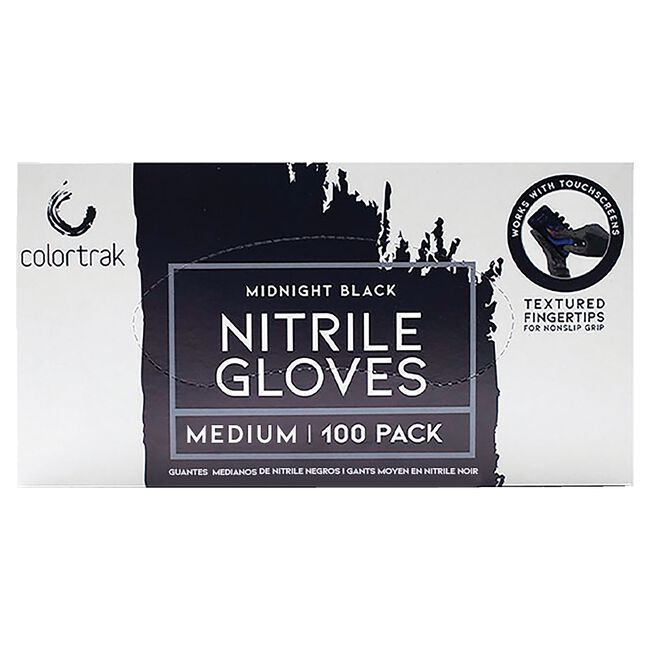 colortrak
MIDNIGHT BLACK
NITRILE
GLOVES
MEDIUM | 100 PACK
GUANTES MEDIANOS DE NITRILE NEGROS | GANTS MOYEN EN NITRILE NOIR
WORKS WITH TOUCHSCREENS
TEXTURED
FINGERTIPS
FOR NONSLIP GRIP